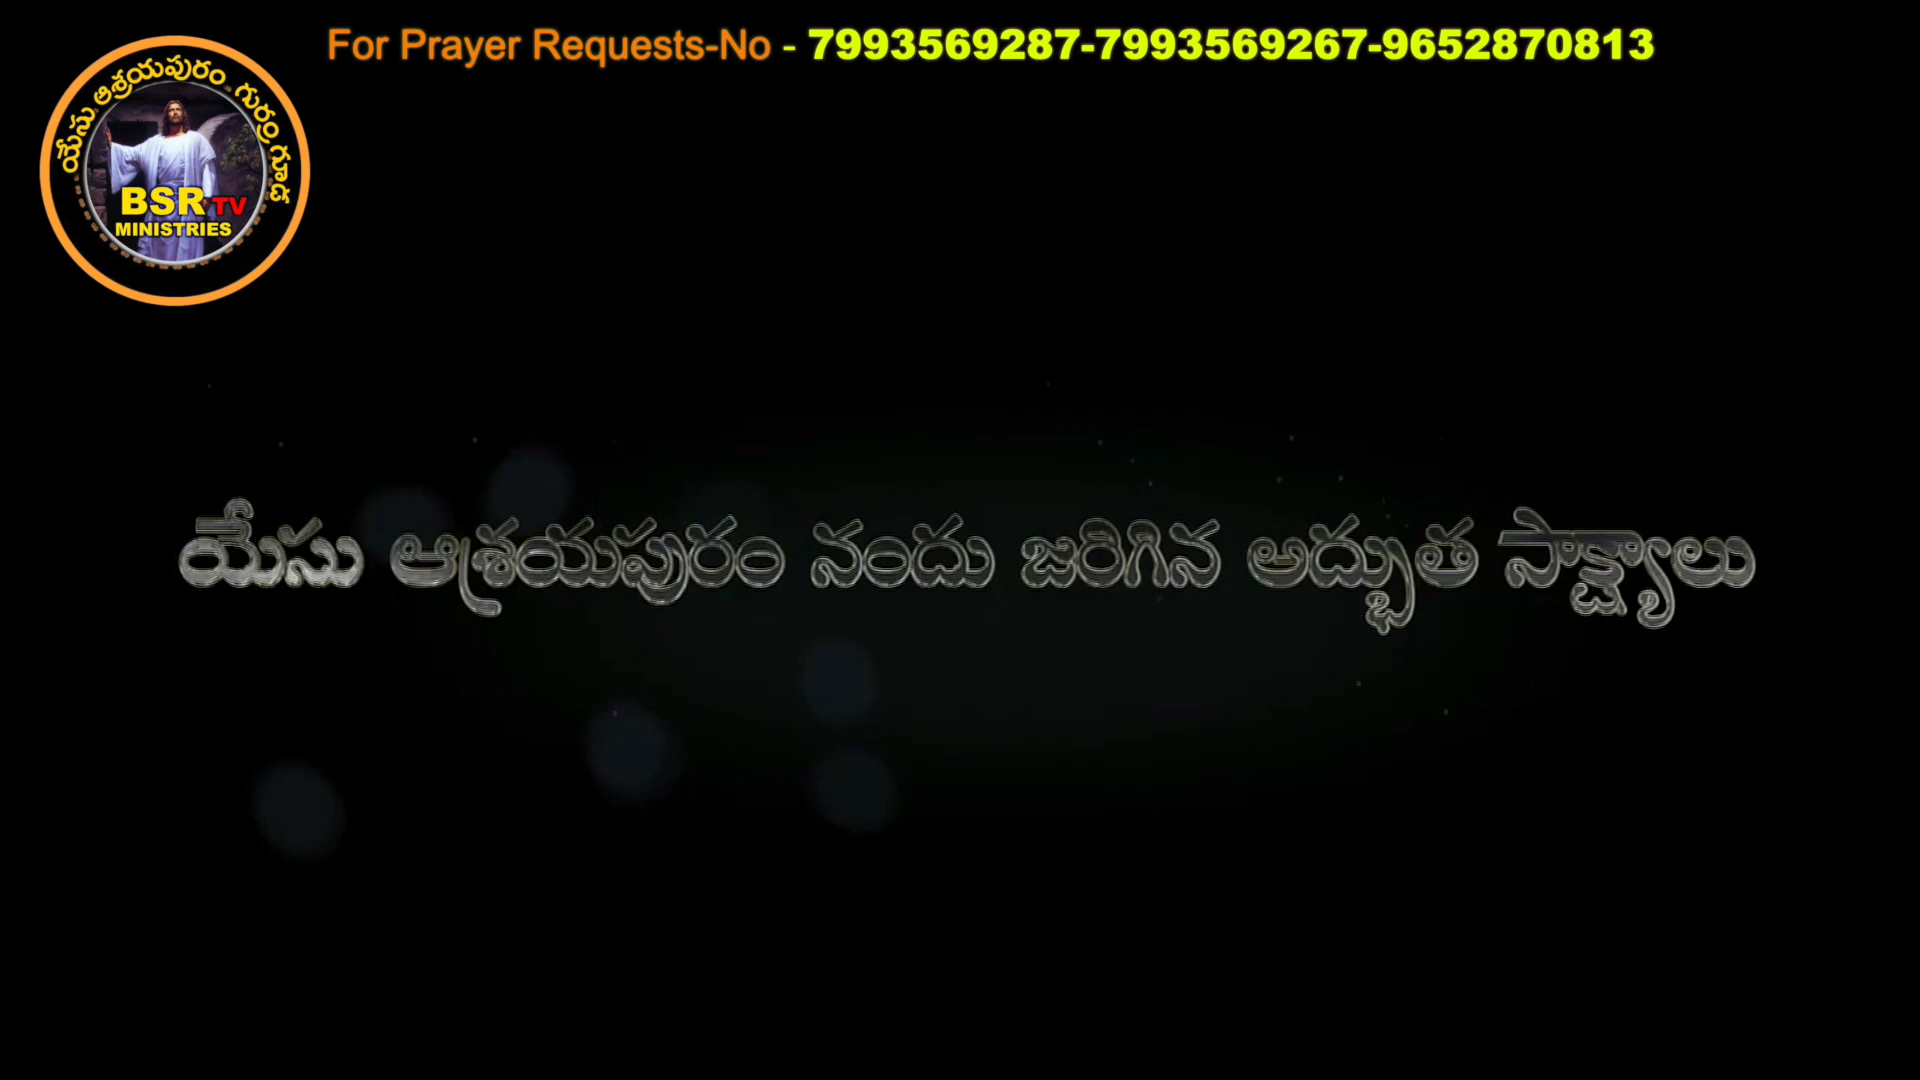 For Prayer Requests-No - 7993569287-7993569267-9652870813
యేసు ఆశ్రయపురం గుర్రంగూడ
BSR TV
MINISTRIES
యేసు ఆశ్రయపురం నందు జరిగిన అద్భుత సాక్ష్యాలు